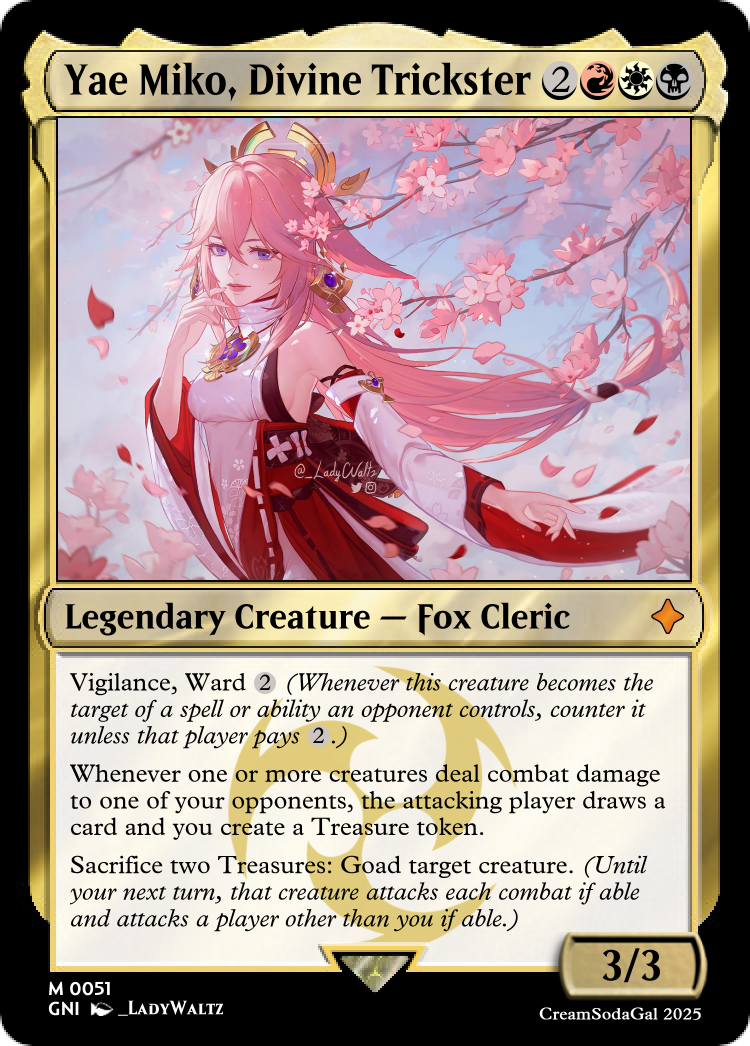 Yae Miko, Divine Trickster 2
@_LadyWaltz
Legendary Creature — Fox Cleric
Vigilance, Ward 2 (Whenever this creature becomes the
target of a spell or ability an opponent controls, counter it
unless that player pays 2.)
Whenever one or more creatures deal combat damage
to one of your opponents, the attacking player draws a
card and you create a Treasure token.
Sacrifice two Treasures: Goad target creature. (Until
your next turn, that creature attacks each combat if able
and attacks a player other than you if able.)
3/3
M 0051
GNI _LadyWaltz
CreamSodaGal 2025